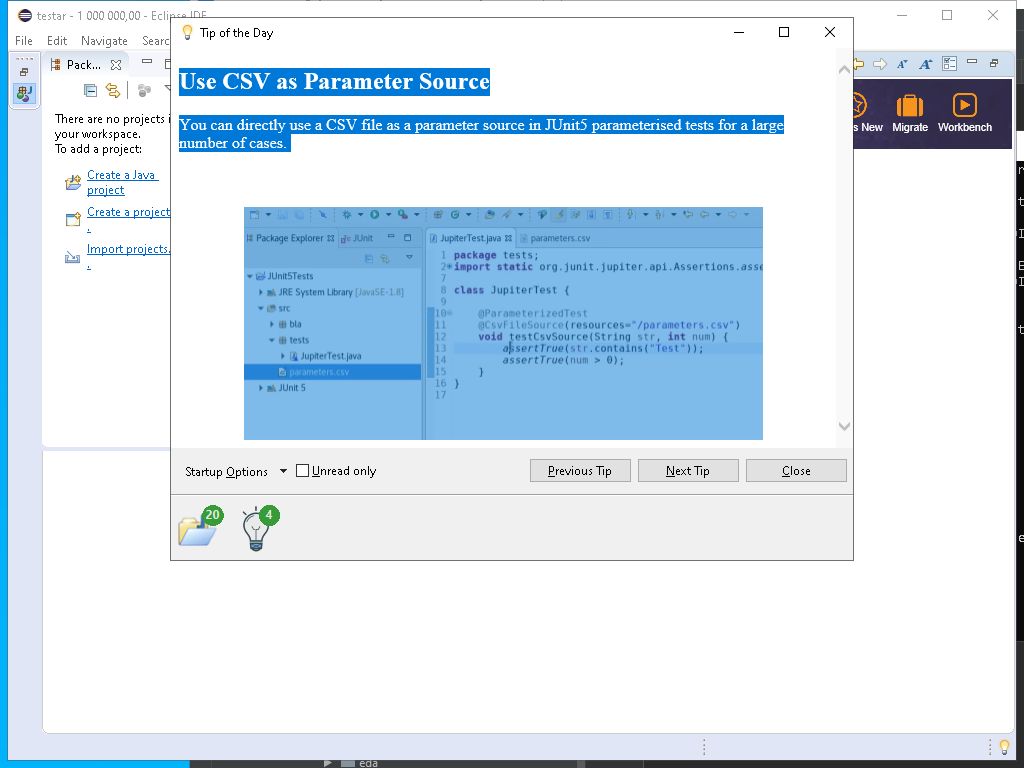 testar - 1 000 000,00 - Eclipse IDE
File Edit Navigate Searc
Tip of the Day
Pack...
There are no projects i
your workspace.
To add a project:
Create a Java
project
Create a project
.
Import projects.
.
Use CSV as Parameter Source
You can directly use a CSV file as a parameter source in JUnit5 parameterised tests for a large
number of cases.
Package Explorer JUnit
JUnit5Tests
JRE System Library [JavaSE-1.8]
src
bla
tests
JupiterTest.java
parameters.csv
JUnit 5
JupiterTest.java parameters.csv
1 package tests;
2 import static org.junit.jupiter.api.Assertions.asse
7
8 class JupiterTest {
9
10 @ParameterizedTest
11 @CsvFileSource(resources="/parameters.csv")
12 void testCsvSource(String str, int num) {
13 assertTrue(str.contains("Test"));
14 assertTrue(num > 0);
15 }
16 }
17
s New Migrate Workbench
Startup Options Unread only Previous Tip Next Tip Close
20 4
eda